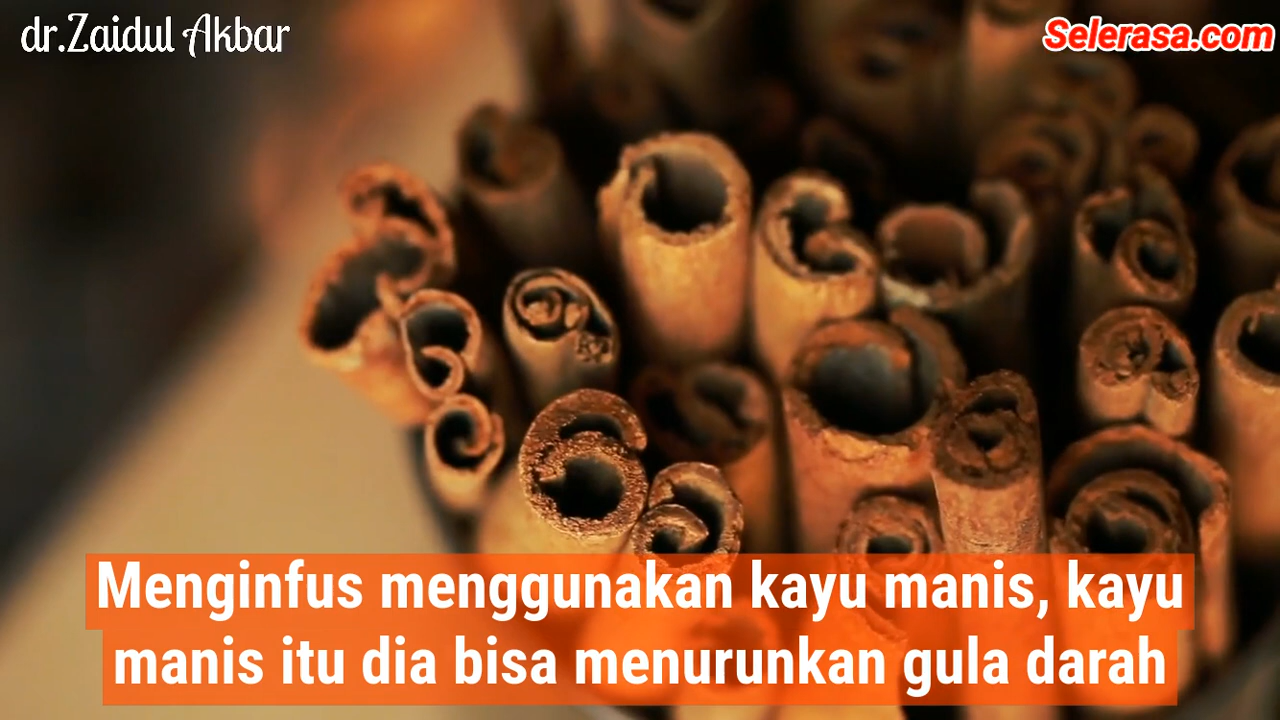 dr.Zaidul Akbar
Selerasa.com
Menginfus menggunakan kayu manis, kayu
manis itu dia bisa menurunkan gula darah